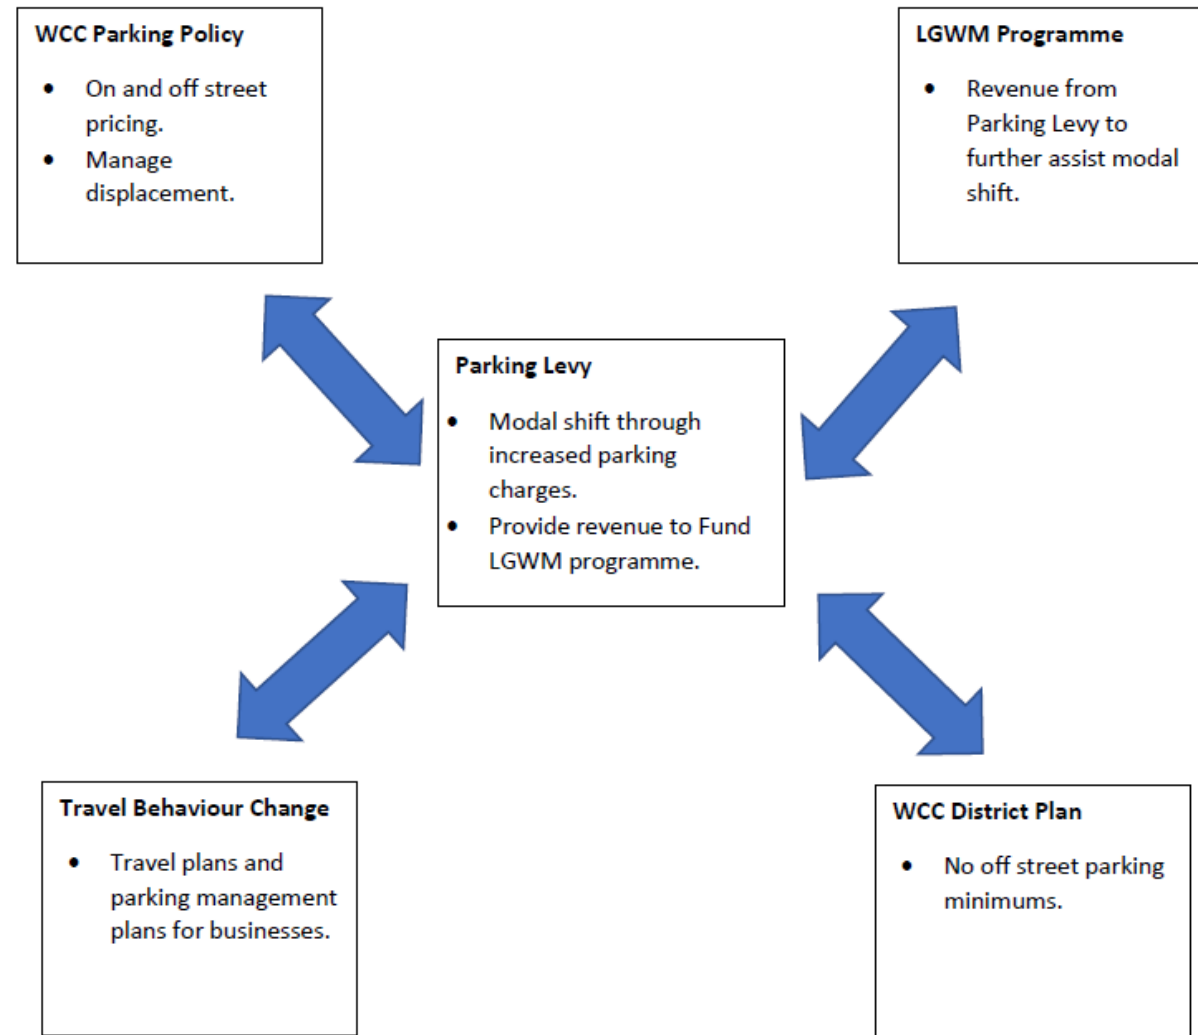 WCC Parking Policy
• On and off street
pricing.
• Manage
displacement.
LGWM Programme
• Revenue from
Parking Levy to
further assist modal
shift.
Parking Levy
• Modal shift through
increased parking
charges.
• Provide revenue to Fund
LGWM programme.
Travel Behaviour Change
• Travel plans and
parking management
plans for businesses.
WCC District Plan
• No off street parking
minimums.